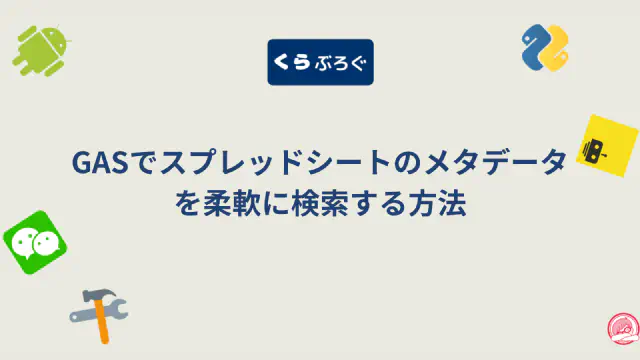 くらぶろぐ
GASでスプレッドシートのメタデータ
を柔軟に検索する方法